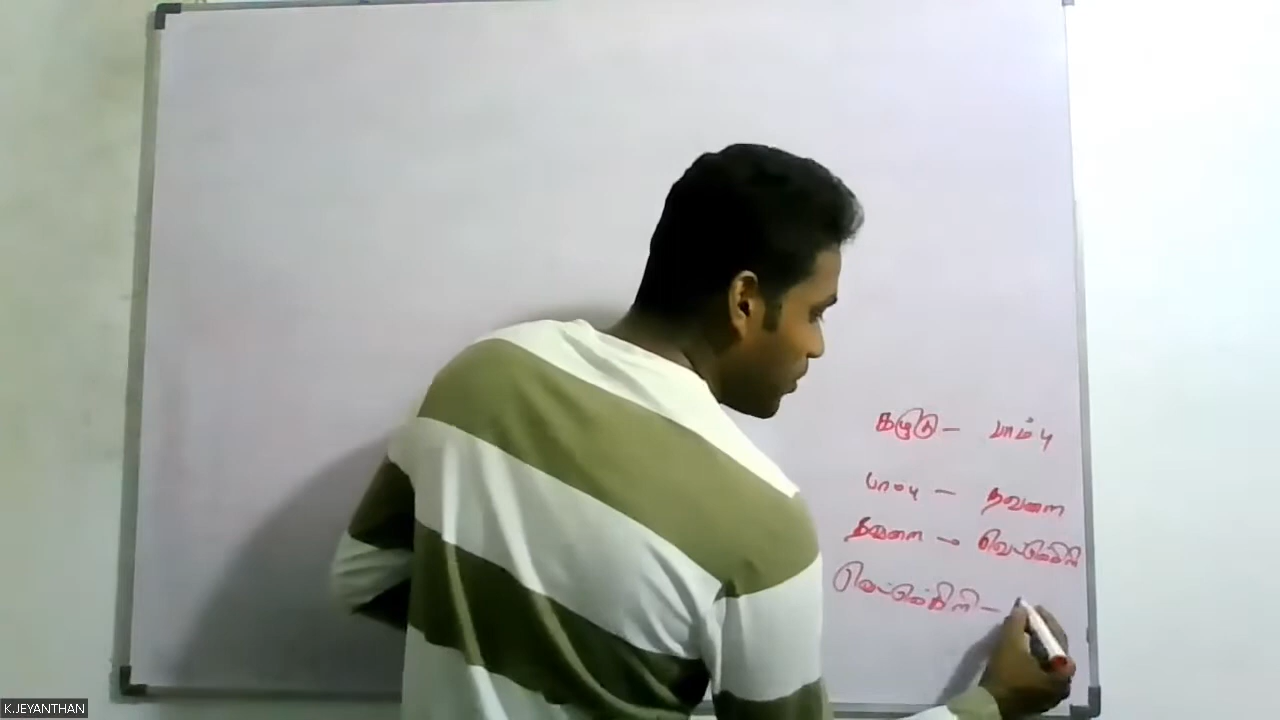 கழுகு - பாம்பு
பாம்பு - தவளை
தவளை - வெட்டுக்கிளி
வெட்டுக்கிளி -
K.JEYANTHAN